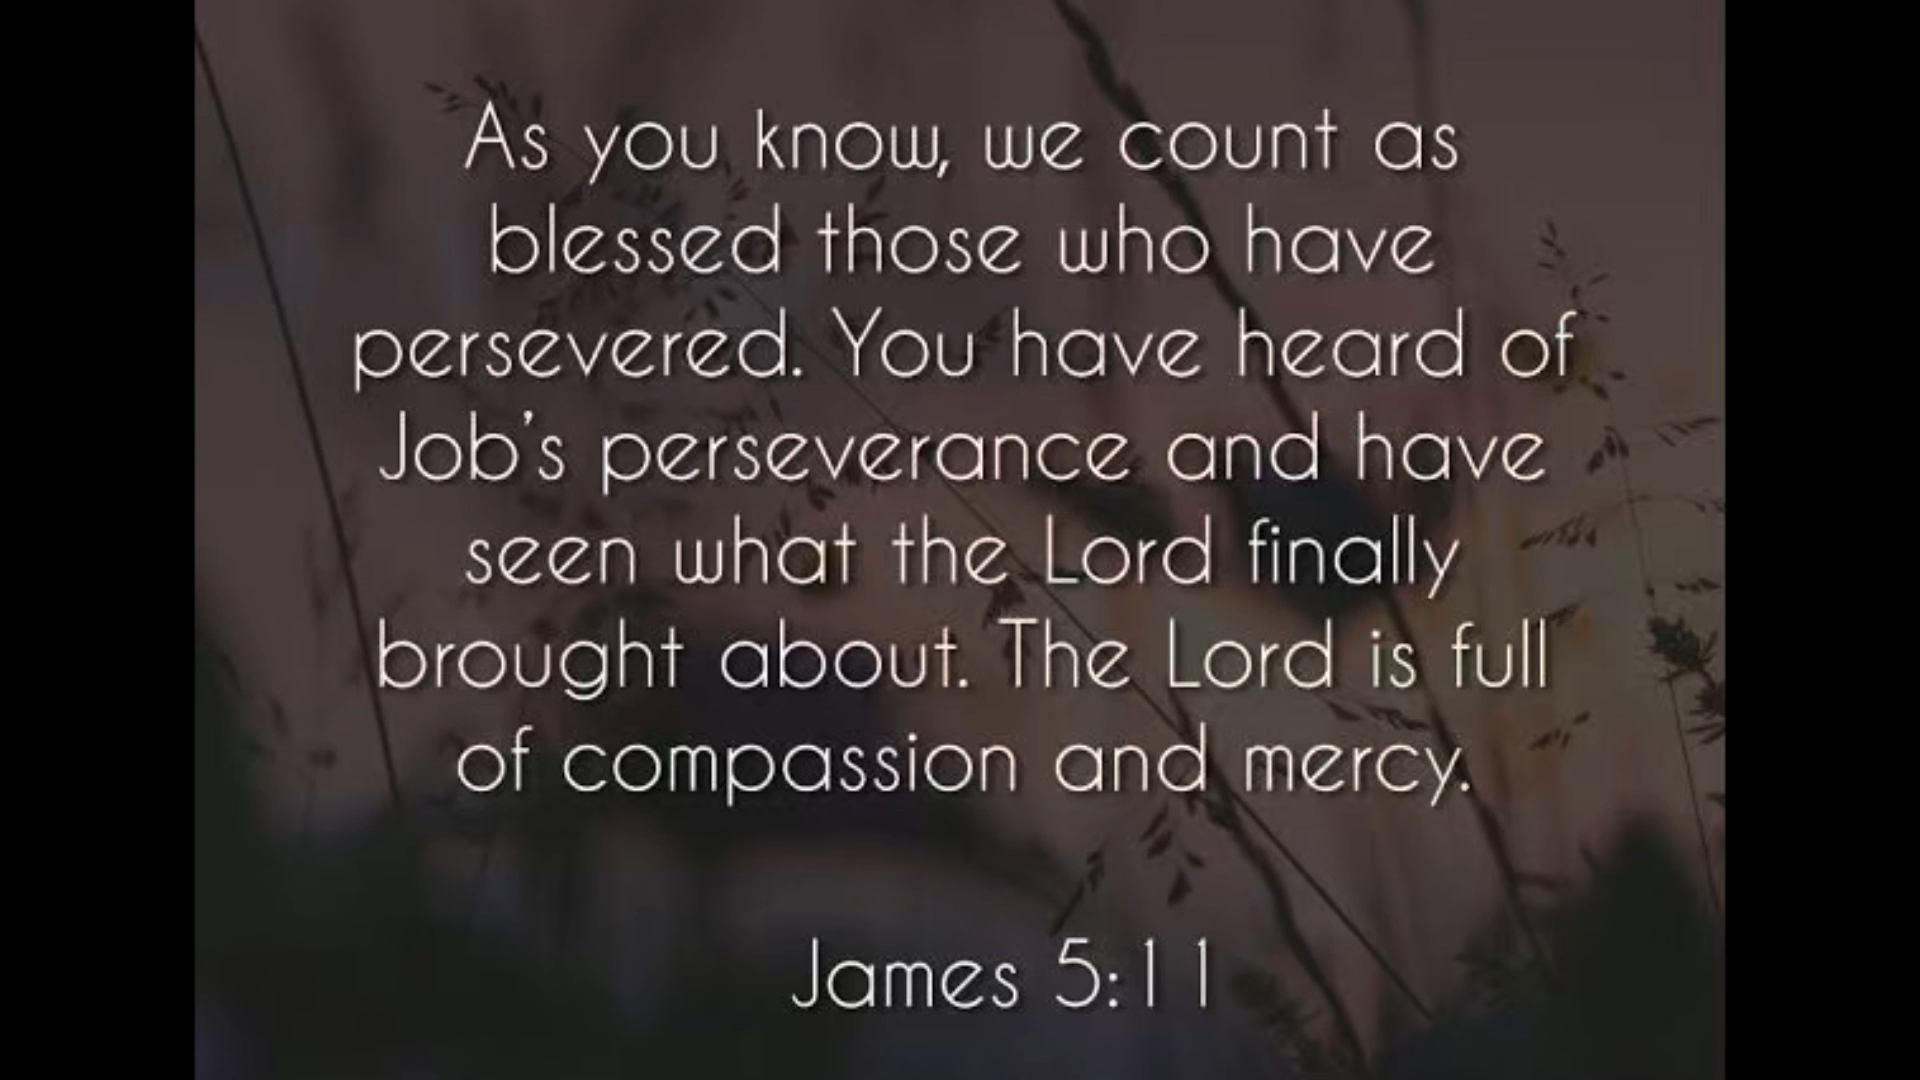 As you know, we count as
blessed those who have
persevered. You have heard of
Job's perseverance and have
seen what the Lord finally
brought about. The Lord is full
of compassion and mercy.
James 5:11